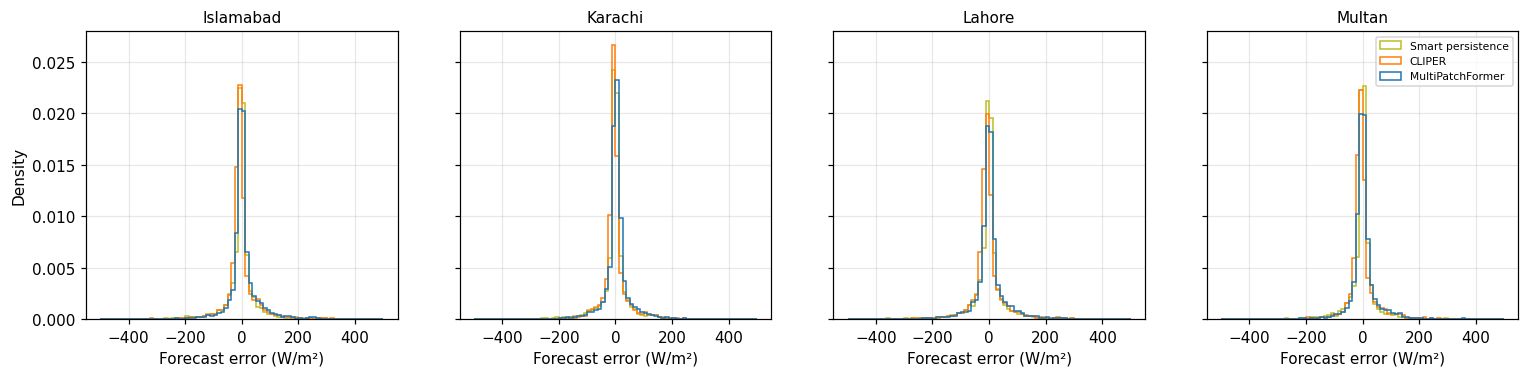 Islamabad
Karachi
Lahore
Multan
Smart persistence
CLIPER
MultiPatchFormer
Density
0.025
0.020
0.015
0.010
0.005
0.000
−400 −200 0 200 400
−400 −200 0 200 400
−400 −200 0 200 400
−400 −200 0 200 400
Forecast error (W/m²)
Forecast error (W/m²)
Forecast error (W/m²)
Forecast error (W/m²)